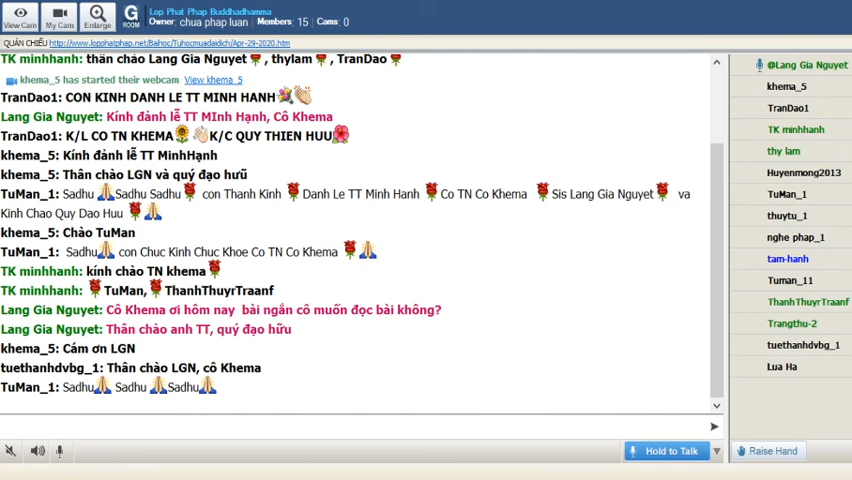 View Cam
My Cam
Enlarge
G
ROOM
Lop Phat Phap Buddhadhamma
Owner: chua phap luan Members: 15 Cams: 0
QUÁN CHIẾU http://www.lopphatphap.net/Baihoc/Tuhocmuadaidich/Apr-29-2020.htm
TK minhhanh: thân chào Lang Gia Nguyet, thylam, TranDao
khema_5 has started their webcam View khema_5
TranDao1: CON KINH DANH LE TT MINH HANH
Lang Gia Nguyet: Kính đảnh lễ TT MInh Hạnh, Cô Khema
TranDao1: K/L CO TN KHEMA K/C QUY THIEN HUU
khema_5: Kính đảnh lễ TT MinhHạnh
khema_5: Thân chào LGN và quý đạo hưũ
TuMan_1: Sadhu Sadhu Sadhu con Thanh Kinh Danh Le TT Minh Hanh Co TN Co Khema Sis Lang Gia Nguyet va
Kinh Chao Quy Dao Huu
khema_5: Chào TuMan
TuMan_1: Sadhu con Chuc Kinh Chuc Khoe Co TN Co Khema
TK minhhanh: kính chào TN khema
TK minhhanh: TuMan, ThanhThuyrTraanf
Lang Gia Nguyet: Cô Khema ơi hôm nay bài ngắn cô muốn đọc bài không?
Lang Gia Nguyet: Thân chào anh TT, quý đạo hữu
khema_5: Cám ơn LGN
tuethanhdvbg_1: Thân chào LGN, cô Khema
TuMan_1: Sadhu Sadhu Sadhu
Hold to Talk
@Lang Gia Nguyet
khema_5
TranDao1
TK minhhanh
thy lam
Huyenmong2013
TuMan_1
thuytu_1
nghe phap_1
tam-hanh
Tuman_11
ThanhThuyrTraanf
Trangthu-2
tuethanhdvbg_1
Lua Ha
Raise Hand